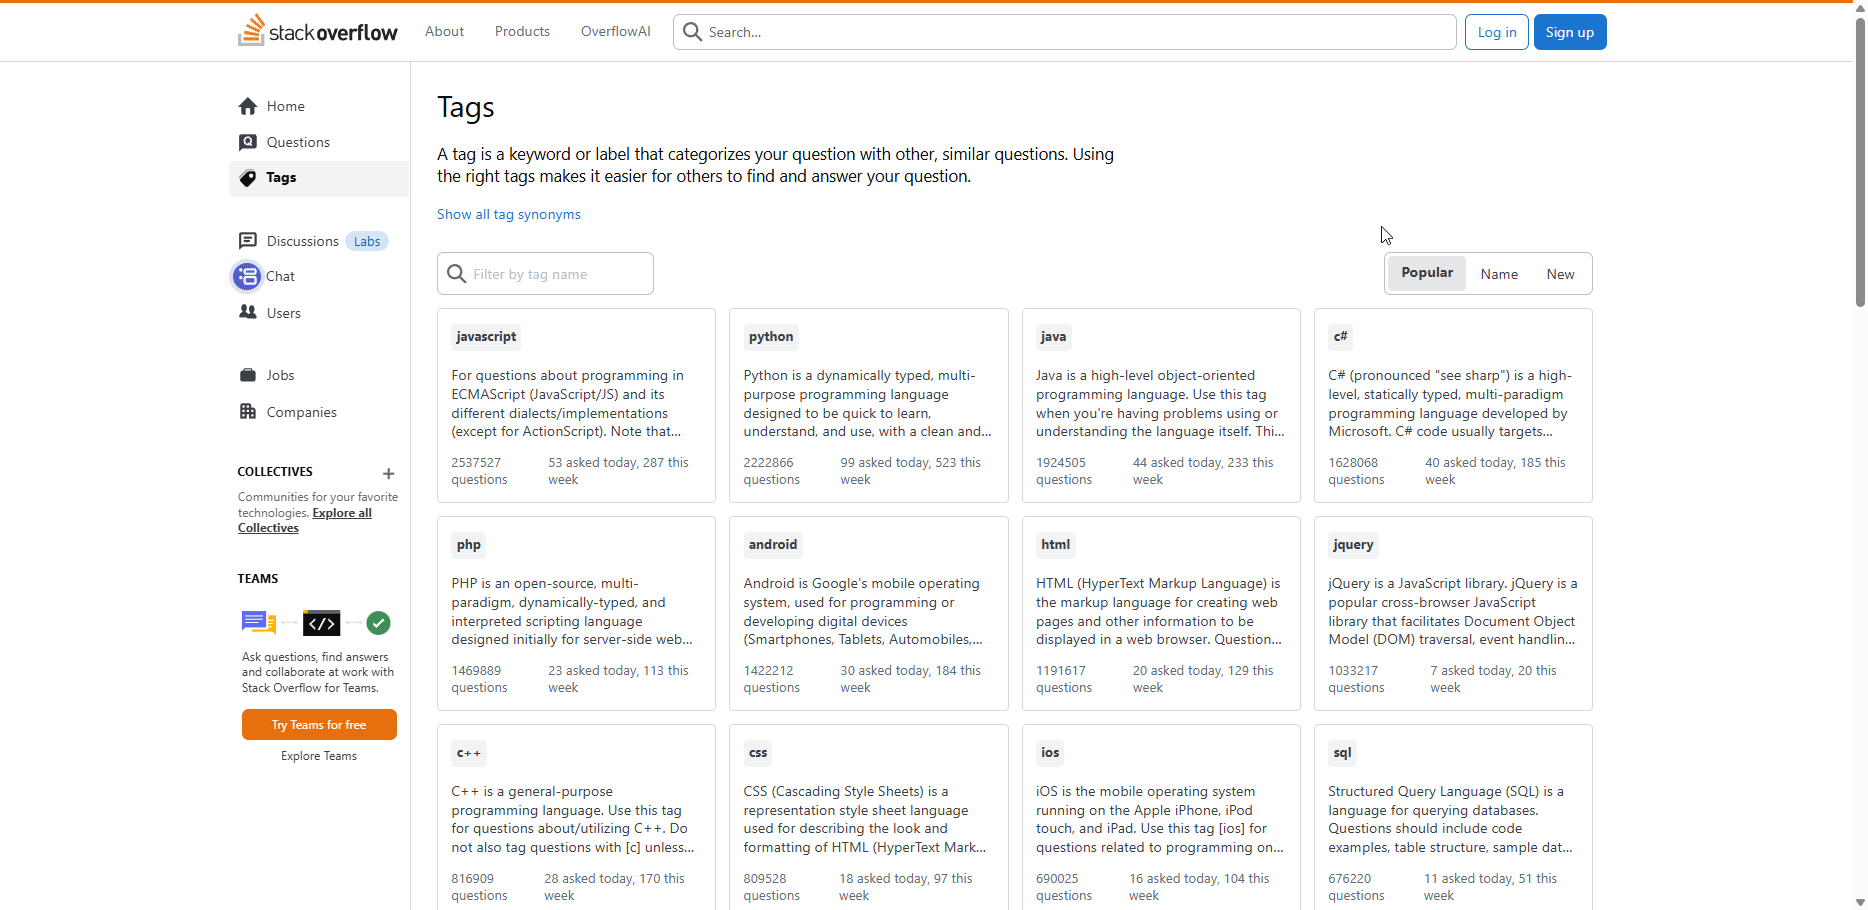 stackoverflow
About
Products
OverflowAI
Search...
Log in
Sign up
Home
Questions
Tags
Discussions
Labs
Chat
Users
Jobs
Companies
COLLECTIVES
Communities for your favorite
technologies. Explore all
Collectives
TEAMS
</>
Ask questions, find answers
and collaborate at work with
Stack Overflow for Teams.
Try Teams for free
Explore Teams
Tags
A tag is a keyword or label that categorizes your question with other, similar questions. Using
the right tags makes it easier for others to find and answer your question.
Show all tag synonyms
Filter by tag name
Popular
Name
New
javascript
For questions about programming in
ECMAScript (JavaScript/JS) and its
different dialects/implementations
(except for ActionScript). Note that...
2537527
questions
53 asked today, 287 this
week
python
Python is a dynamically typed, multi-
purpose programming language
designed to be quick to learn,
understand, and use, with a clean and...
2222866
questions
99 asked today, 523 this
week
java
Java is a high-level object-oriented
programming language. Use this tag
when you're having problems using or
understanding the language itself. Thi...
1924505
questions
44 asked today, 233 this
week
c#
C# (pronounced "see sharp") is a high-
level, statically typed, multi-paradigm
programming language developed by
Microsoft. C# code usually targets...
1628068
questions
40 asked today, 185 this
week
php
PHP is an open-source, multi-
paradigm, dynamically-typed, and
interpreted scripting language
designed initially for server-side web...
1469889
questions
23 asked today, 113 this
week
android
Android is Google's mobile operating
system, used for programming or
developing digital devices
(Smartphones, Tablets, Automobiles,...
1422212
questions
30 asked today, 184 this
week
html
HTML (HyperText Markup Language) is
the markup language for creating web
pages and other information to be
displayed in a web browser. Question...
1191617
questions
20 asked today, 129 this
week
jquery
jQuery is a JavaScript library. jQuery is a
popular cross-browser JavaScript
library that facilitates Document Object
Model (DOM) traversal, event handlin...
1033217
questions
7 asked today, 20 this
week
c++
C++ is a general-purpose
programming language. Use this tag
for questions about/utilizing C++. Do
not also tag questions with [c] unless...
816909
questions
28 asked today, 170 this
week
css
CSS (Cascading Style Sheets) is a
representation style sheet language
used for describing the look and
formatting of HTML (HyperText Mark...
809528
questions
18 asked today, 97 this
week
ios
iOS is the mobile operating system
running on the Apple iPhone, iPod
touch, and iPad. Use this tag [ios] for
questions related to programming on...
690025
questions
16 asked today, 104 this
week
sql
Structured Query Language (SQL) is a
language for querying databases.
Questions should include code
examples, table structure, sample dat...
676220
questions
11 asked today, 51 this
week